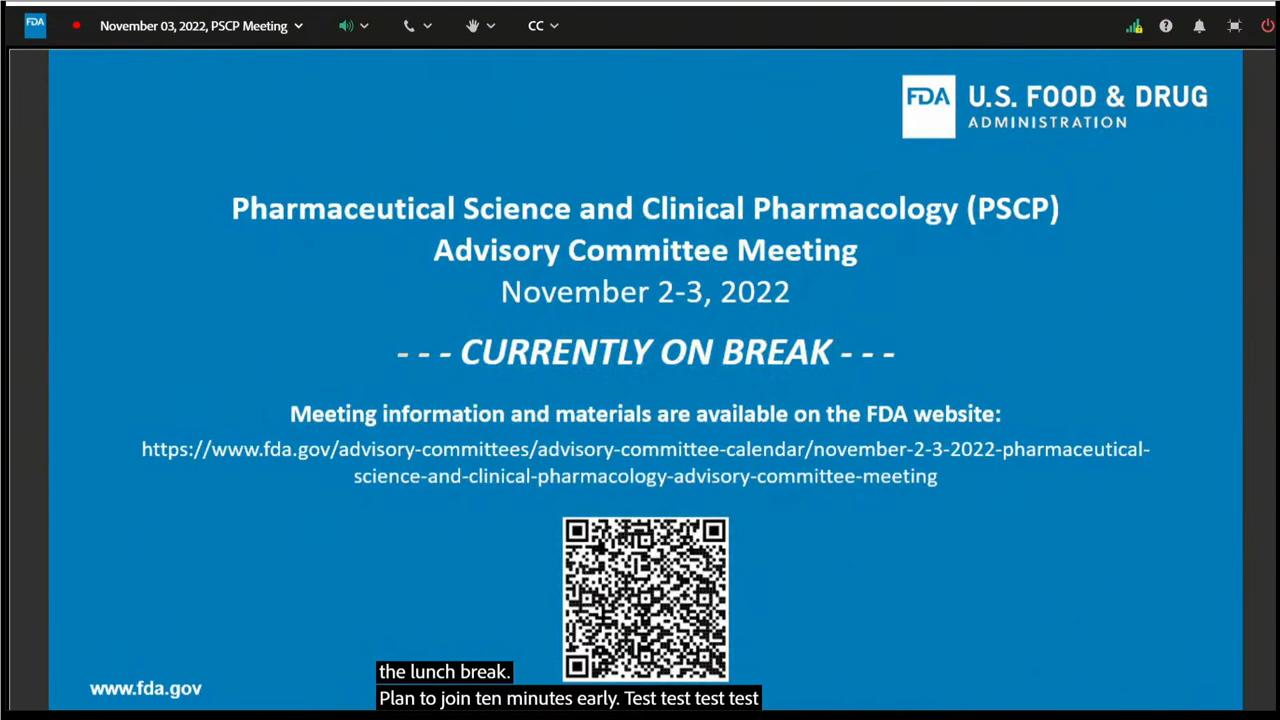 FDA
November 03, 2022, PSCP Meeting
CC
FDA U.S. FOOD & DRUG
ADMINISTRATION
Pharmaceutical Science and Clinical Pharmacology (PSCP)
Advisory Committee Meeting
November 2-3, 2022
- - - CURRENTLY ON BREAK - - -
Meeting information and materials are available on the FDA website:
https://www.fda.gov/advisory-committees/advisory-committee-calendar/november-2-3-2022-pharmaceutical-
science-and-clinical-pharmacology-advisory-committee-meeting
the lunch break.
Plan to join ten minutes early. Test test test test
www.fda.gov